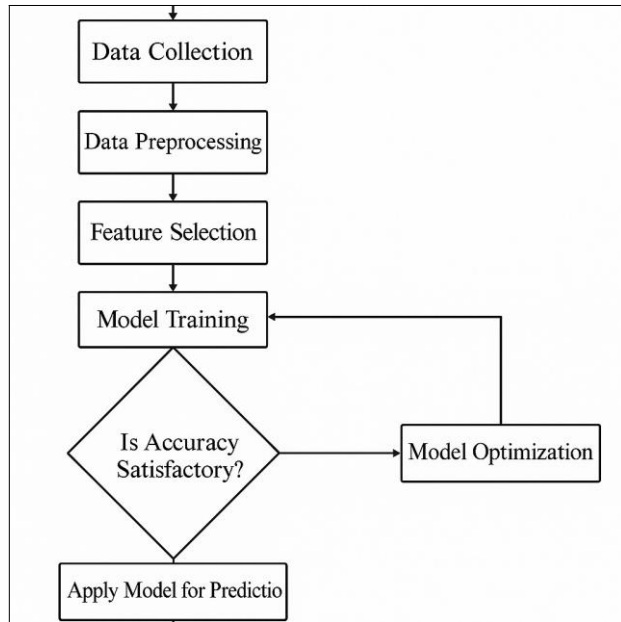 Data Collection
Data Preprocessing
Feature Selection
Model Training
Is Accuracy
Satisfactory?
Model Optimization
Apply Model for Predictio